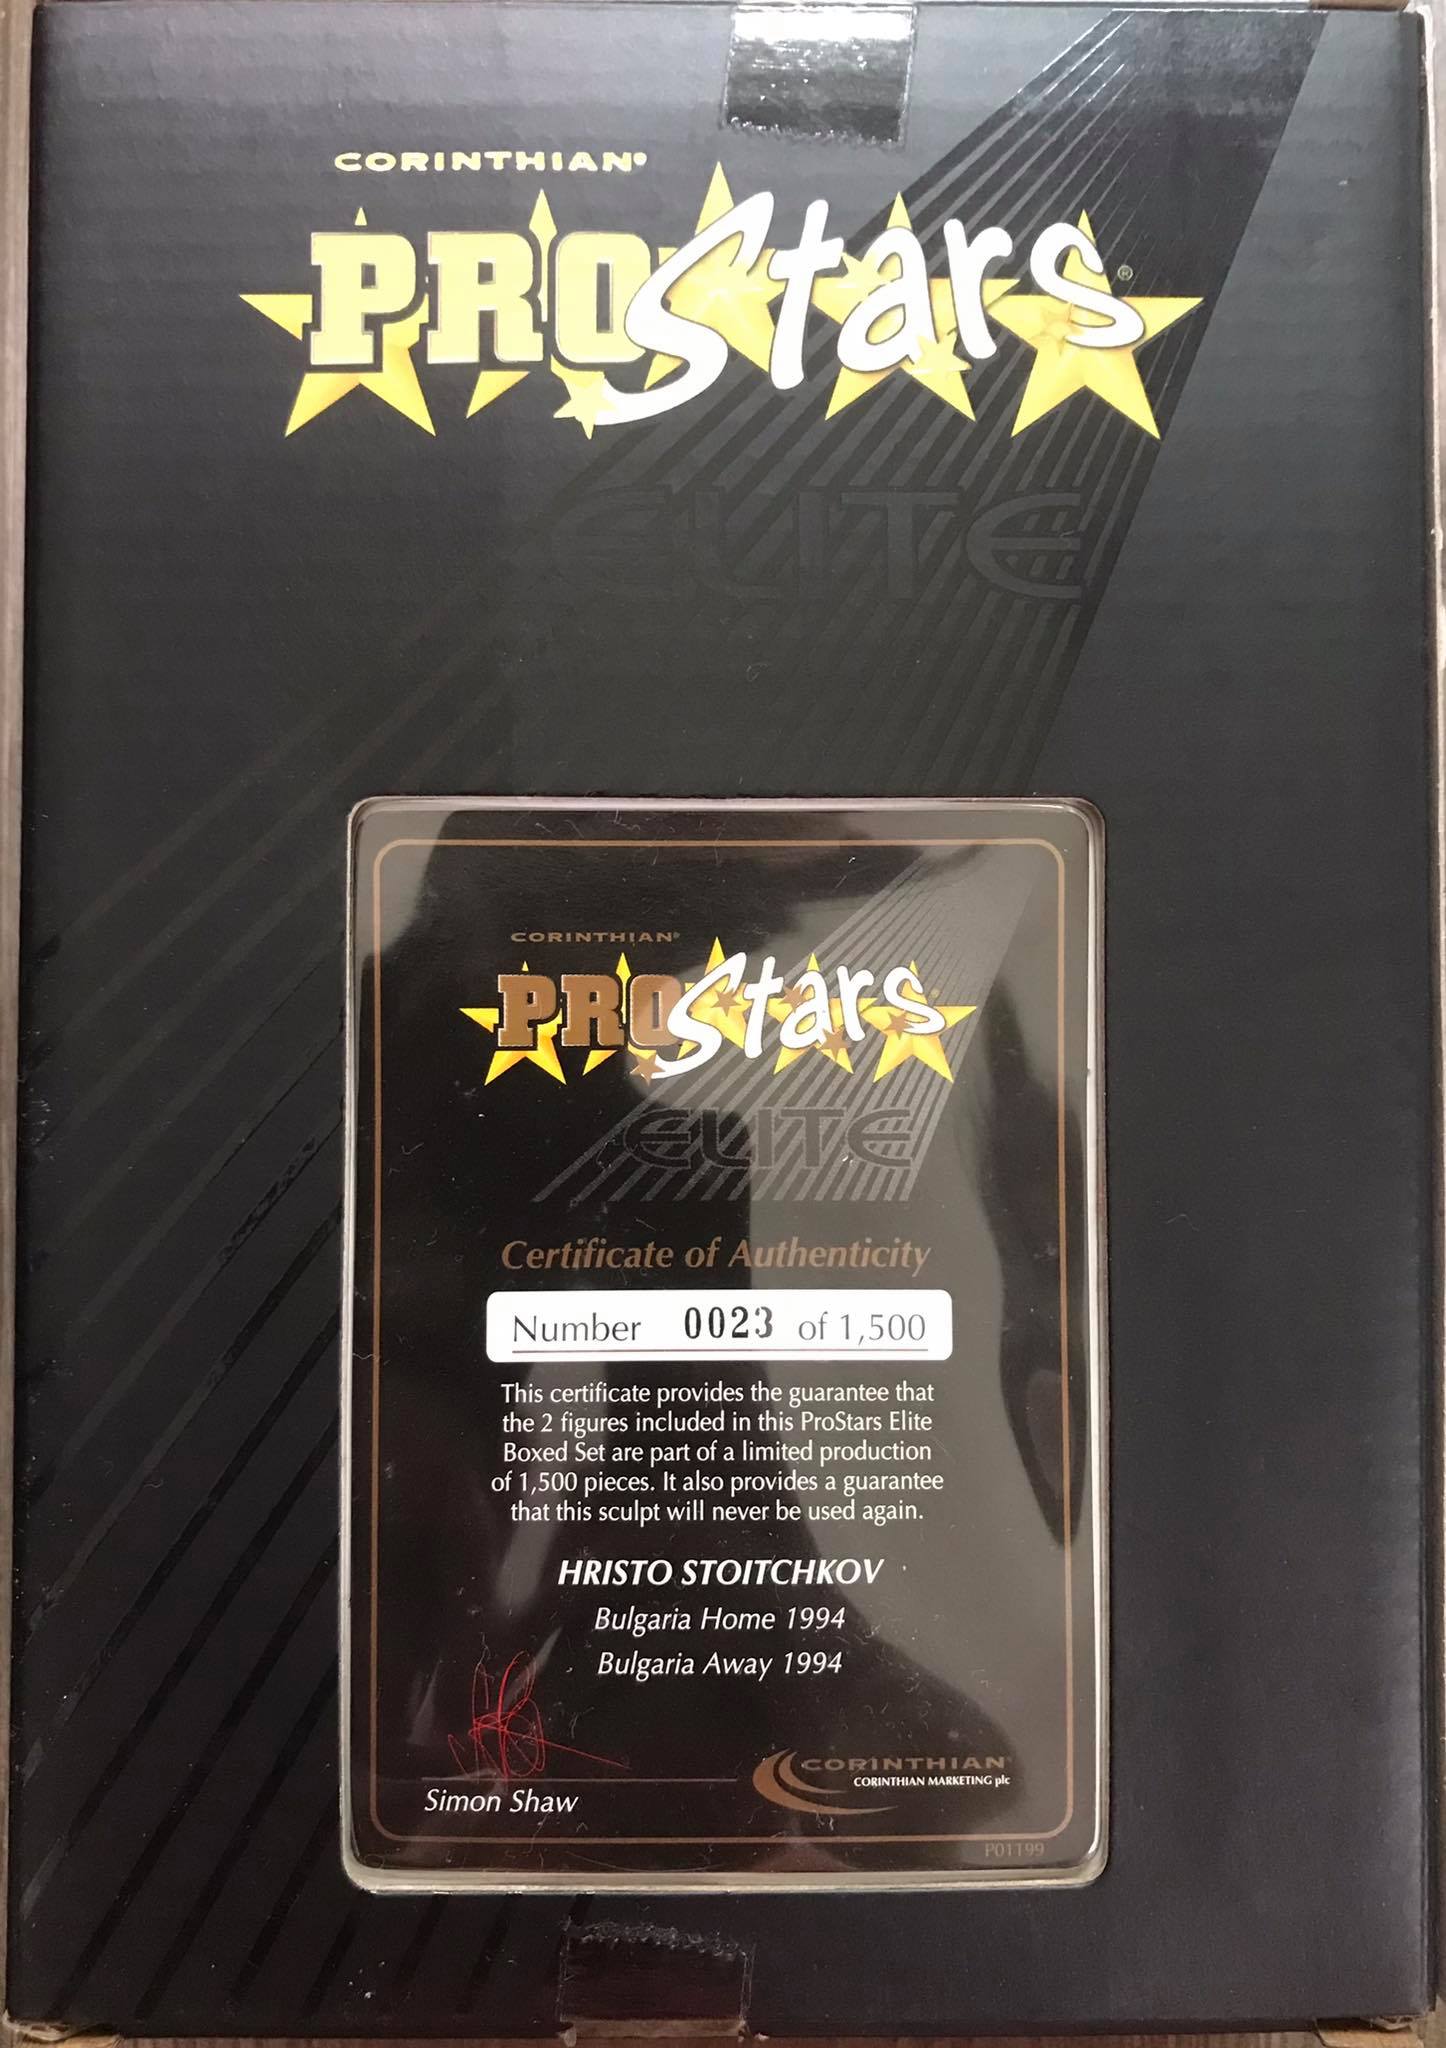 CORINTHIAN®
PROStars®
ELITE
CORINTHIAN®
PROStars®
ELITE
Certificate of Authenticity
Number 0023 of 1,500
This certificate provides the guarantee that
the 2 figures included in this ProStars Elite
Boxed Set are part of a limited production
of 1,500 pieces. It also provides a guarantee
that this sculpt will never be used again.
HRISTO STOITCHKOV
Bulgaria Home 1994
Bulgaria Away 1994
CORINTHIAN®
CORINTHIAN MARKETING plc
Simon Shaw
P01T99